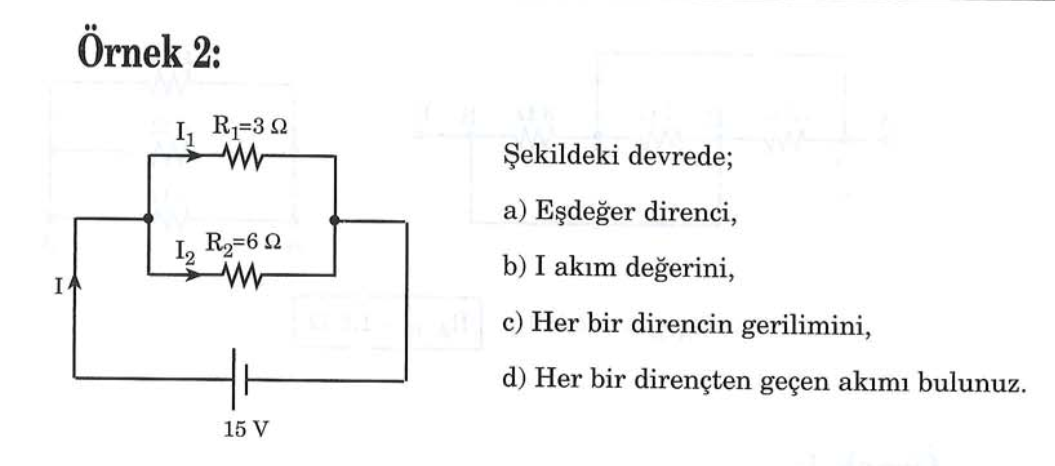 Örnek 2:
I₁ R₁=3 Ω
I₂ R₂=6 Ω
I
15 V
Şekildeki devrede;
a) Eşdeğer direnci,
b) I akım değerini,
c) Her bir direncin gerilimini,
d) Her bir dirençten geçen akımı bulunuz.